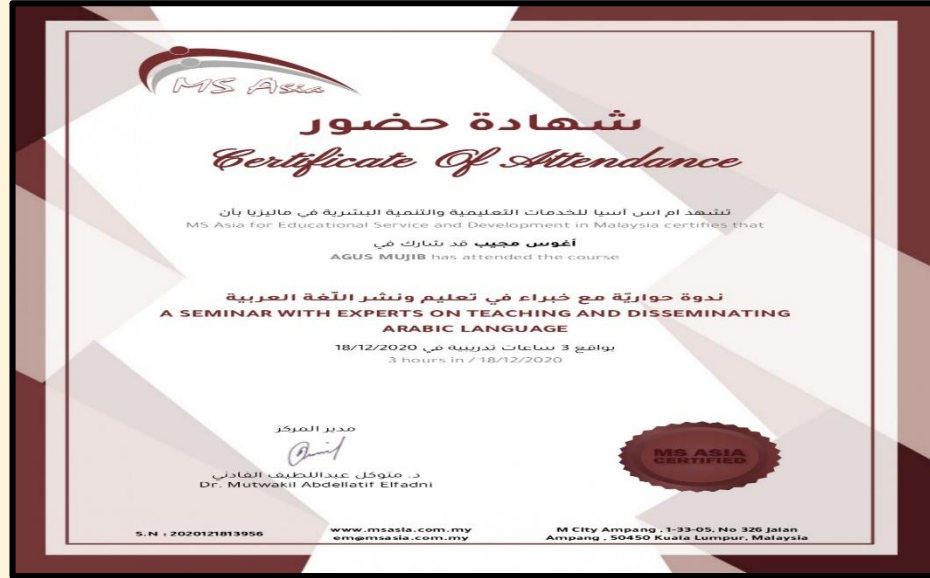 MS Asia
شهادة حضور
Certificate Of Attendance
تشهد ام اس آسيا للخدمات التعليمية والتنمية البشرية في ماليزيا بأن
MS Asia for Educational Service and Development in Malaysia certifies that
أغوس مجيب قد شارك في
AGUS MUJIB has attended the course
ندوة حواريّة مع خبراء في تعليم ونشر اللّغة العربية
A SEMINAR WITH EXPERTS ON TEACHING AND DISSEMINATING
ARABIC LANGUAGE
بواقع 3 ساعات تدريبية في 18/12/2020
3 hours in / 18/12/2020
مدير المركز
د. متوكل عبداللطيف الفادني
Dr. Mutwakil Abdellatif Elfadni
MS ASIA
CERTIFIED
S.N : 2020121813956
www.msasia.com.my
em@msasia.com.my
M City Ampang , 1-33-05, No 326 Jalan
Ampang , 50450 Kuala Lumpur, Malaysia